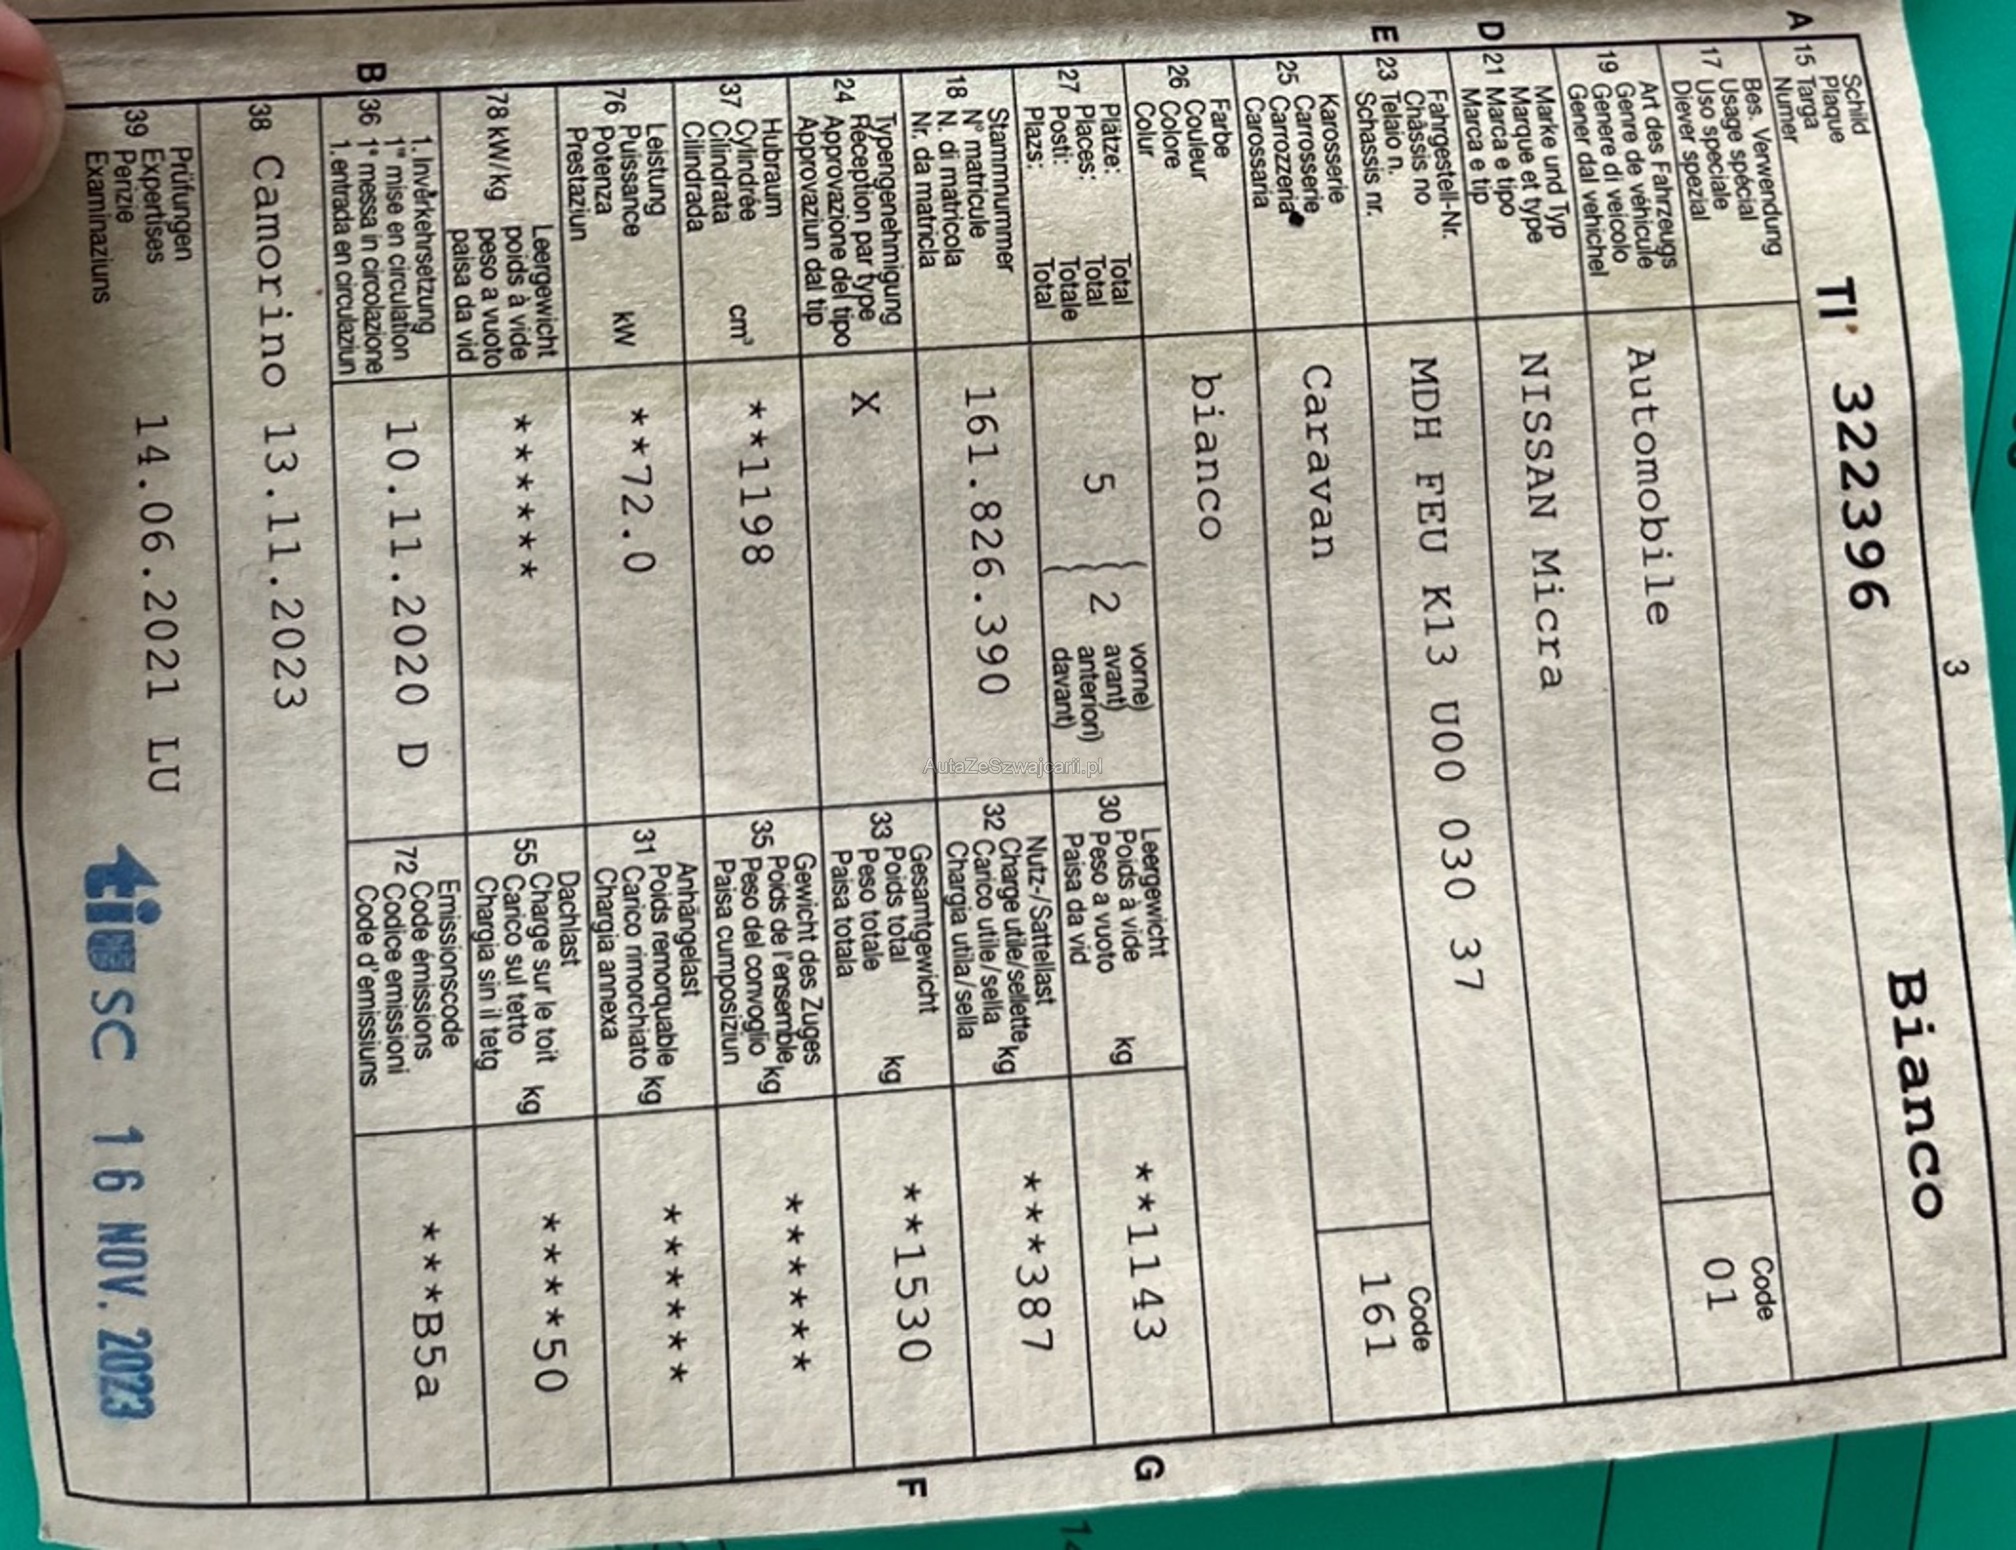 3
A
Schild
Plaque
15 Targa
Numer
TI 322396
Bianco
Bes. Verwendung
Usage spécial
17 Uso speciale
Diever spezial
Art des Fahrzeugs
Genre de véhicule
19 Genere di veicolo
Gener dal vehichel
Automobile
Code
01
D
Marke und Typ
Marque et type
21 Marca e tipo
Marca e tip
NISSAN Micra
E
Fahrgestell-Nr.
Châssis no
23 Telaio n.
Schassis nr.
MDH FEU K13 U00 030 37
Karosserie
Carrosserie
25 Carrozzeria
Carossaria
Caravan
Code
161
Farbe
Couleur
26 Colore
Colur
bianco
Plätze: Total
Places: Total
27 Posti: Totale
Plazs: Total
5
2
vorne)
avant)
anteriori)
davant)
Leergewicht
Poids à vide
30 Peso a vuoto kg
Paisa da vid
**1143
G
Stammnummer
N° matricule
18 N. di matricola
Nr. da matricla
161.826.390
Nutz-/Sattellast
Charge utile/sellette
32 Carico utile/sella kg
Chargia utila/sella
***387
Typengenehmigung
Réception par type
24 Approvazione del tipo
Approvaziun dal tip
X
Gesamtgewicht
Poids total
33 Peso totale kg
Paisa totala
**1530
F
Hubraum
Cylindrée
37 Cilindrata cm³
Cilindrada
**1198
Gewicht des Zuges
Poids de l'ensemble
35 Peso del convoglio kg
Paisa cumposiziun
******
Leistung
Puissance
76 Potenza kW
Prestaziun
**72.0
Anhängelast
Poids remorquable
31 Carico rimorchiato kg
Chargia annexa
******
Leergewicht
poids à vide
78 kW/kg peso a vuoto
paisa da vid
******
Dachlast
Charge sur le toit
55 Carico sul tetto kg
Chargia sin il tetg
****50
B
1. Inverkehrsetzung
1re mise en circulation
36 1a messa in circolazione
1. entrada en circulaziun
10.11.2020 D
Emissionscode
Code émissions
72 Codice emissioni
Code d'emissiuns
***B5a
38 Camorino 13.11.2023
Prüfungen
Expertises
39 Perizie
Examinaziuns
14.06.2021 LU
SC 16 NOV. 2023
AutaZeSzwajcarii.pl